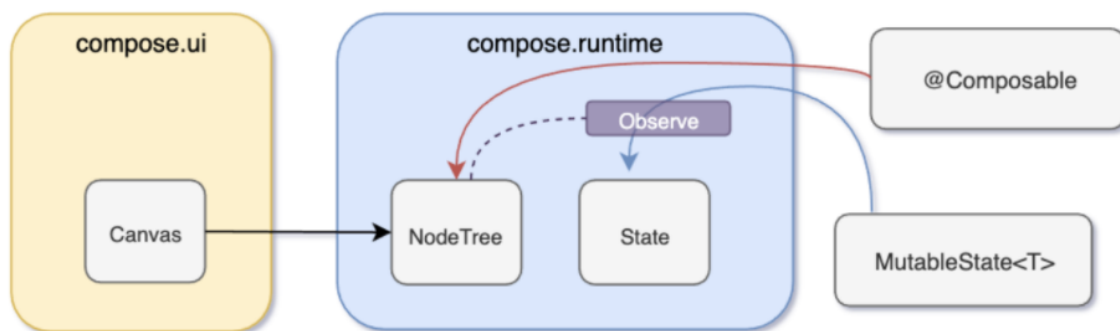 compose.ui
compose.runtime
@Composable
Observe
Canvas
NodeTree
State
MutableState<T>